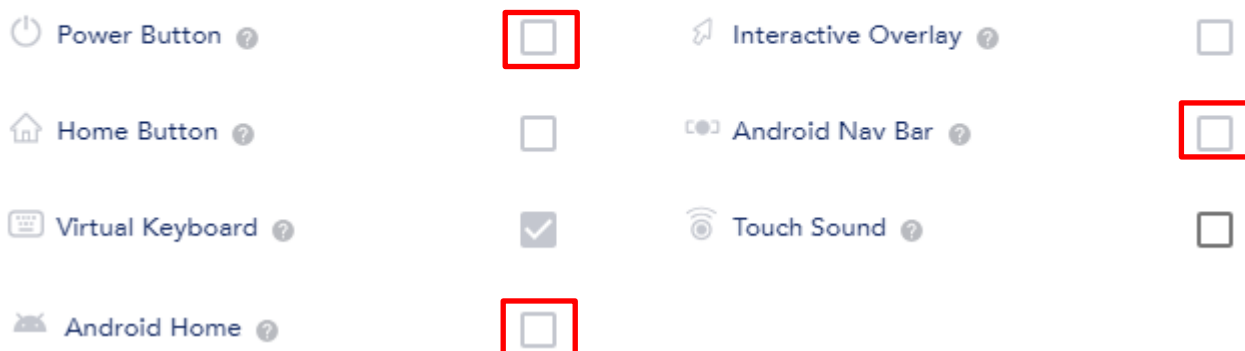 Power Button
Interactive Overlay
Home Button
Android Nav Bar
Virtual Keyboard
Touch Sound
Android Home